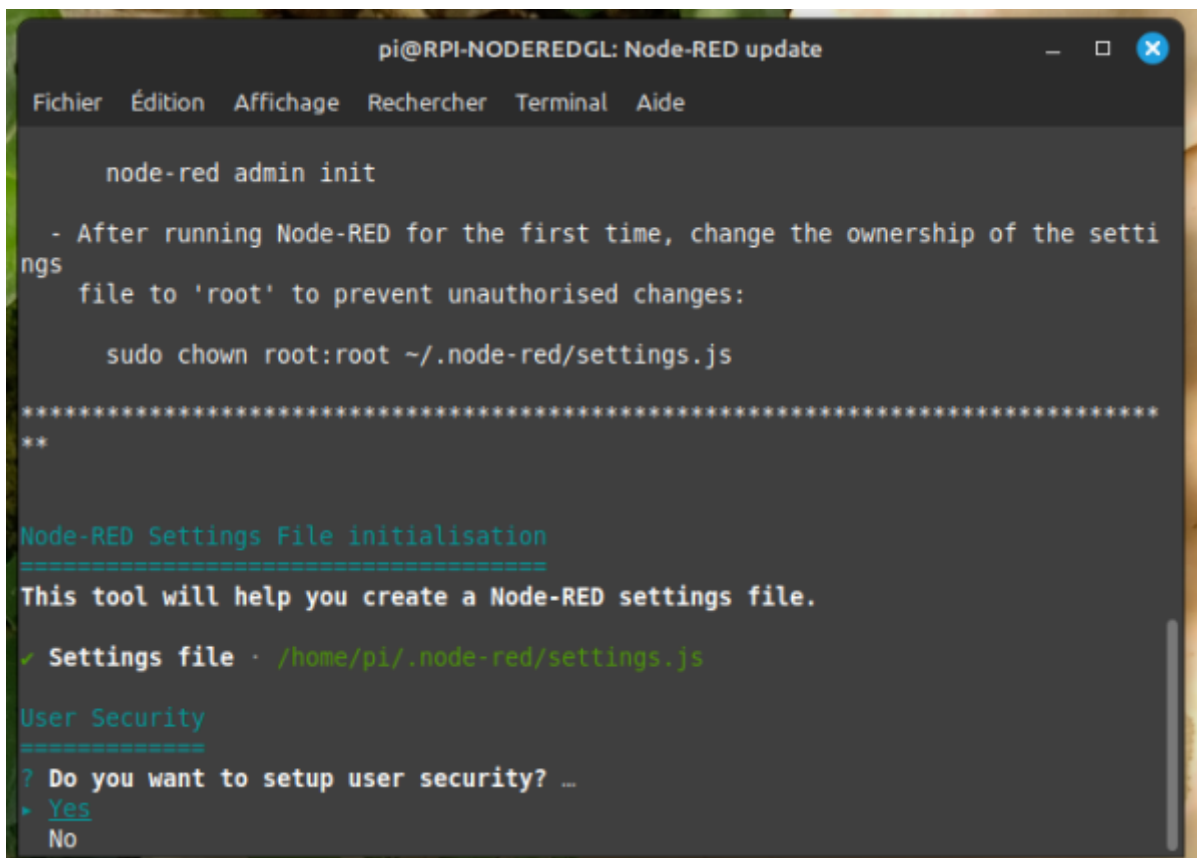 pi@RPI-NODEREDGL: Node-RED update
Fichier Édition Affichage Rechercher Terminal Aide
node-red admin init
- After running Node-RED for the first time, change the ownership of the setti
ngs
file to 'root' to prevent unauthorised changes:
sudo chown root:root ~/.node-red/settings.js
********************************************************************************
**
Node-RED Settings File initialisation
=====================================
This tool will help you create a Node-RED settings file.
✔ Settings file · /home/pi/.node-red/settings.js
User Security
=============
? Do you want to setup user security? …
▸ Yes
No